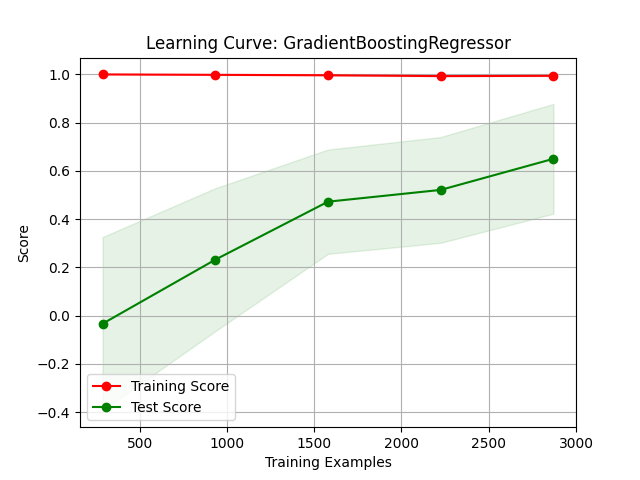 Learning Curve: GradientBoostingRegressor
1.0
0.8
0.6
0.4
0.2
0.0
−0.2
−0.4
Score
Training Score
Test Score
500 1000 1500 2000 2500 3000
Training Examples